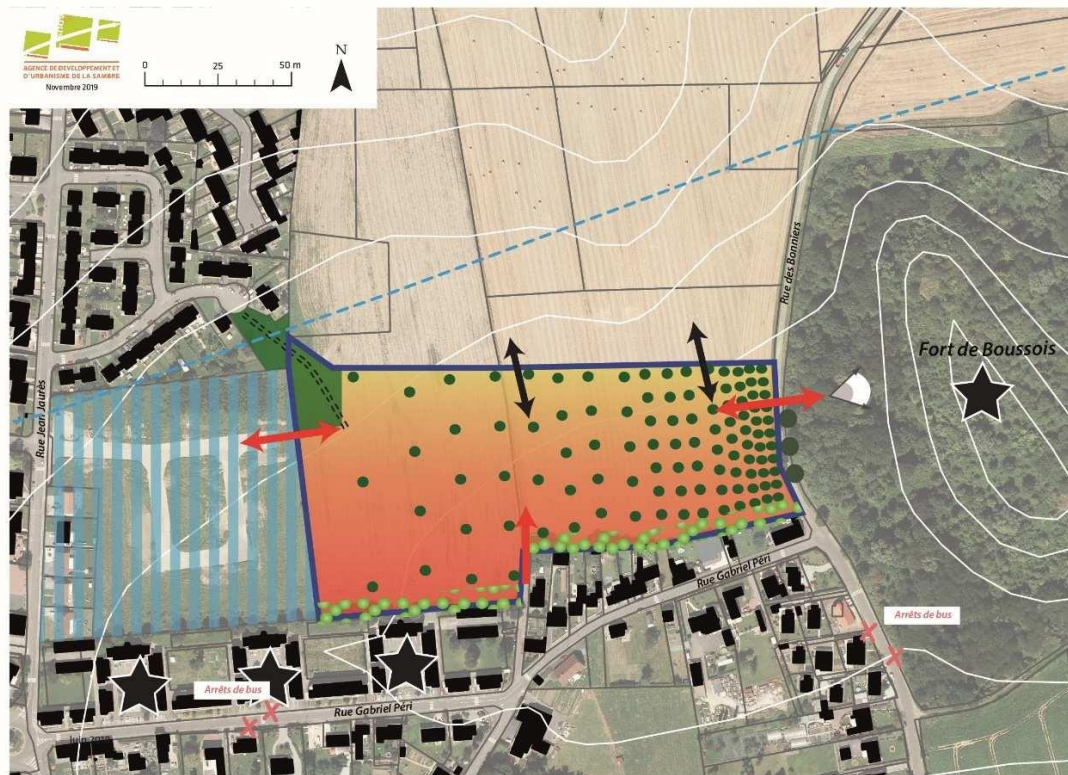 AGENCE DE DEVELOPPEMENT ET
D'URBANISME DE LA SAMBRE
Novembre 2019
0 25 50 m
N
Rue des Bonniers
Fort de Boussois
Rue Jean Jaurès
Rue Gabriel Péri
Arrêts de bus
Arrêts de bus
Rue Gabriel Péri